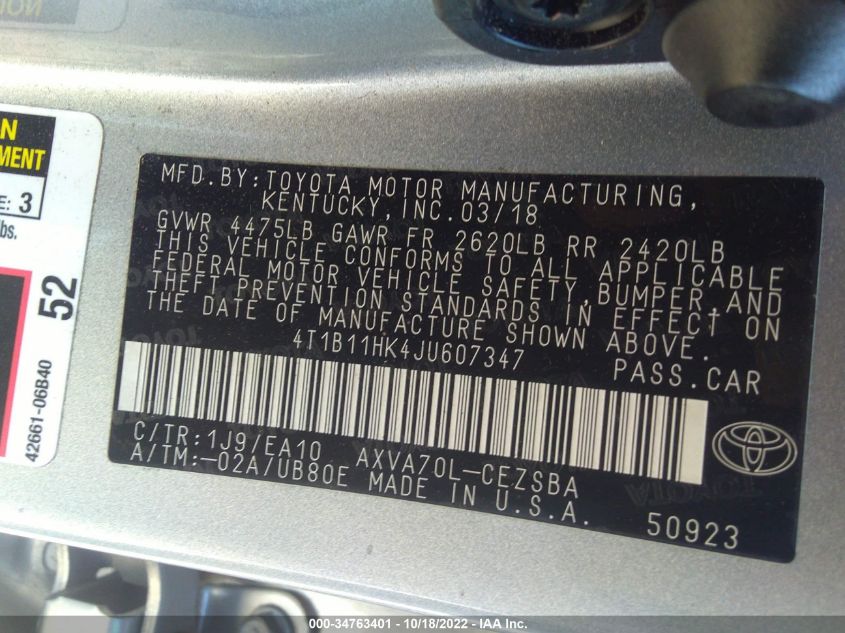 N
EMENT
E: 3
lbs.
52
42661-06B40
MFD.BY:TOYOTA MOTOR MANUFACTURING,
KENTUCKY,INC.03/18
GVWR 4475LB GAWR FR 2620LB RR 2420LB
THIS VEHICLE CONFORMS TO ALL APPLICABLE
FEDERAL MOTOR VEHICLE SAFETY,BUMPER,AND
THEFT PREVENTION STANDARDS IN EFFECT ON
THE DATE OF MANUFACTURE SHOWN ABOVE.
4T1B11HK4JU607347
PASS.CAR
C/TR:1J9/EA10 AXVA70L-CEZSBA
A/TM:-02A/UB80E MADE IN U.S.A.
50923
000-34763401 - 10/18/2022 - IAA Inc.